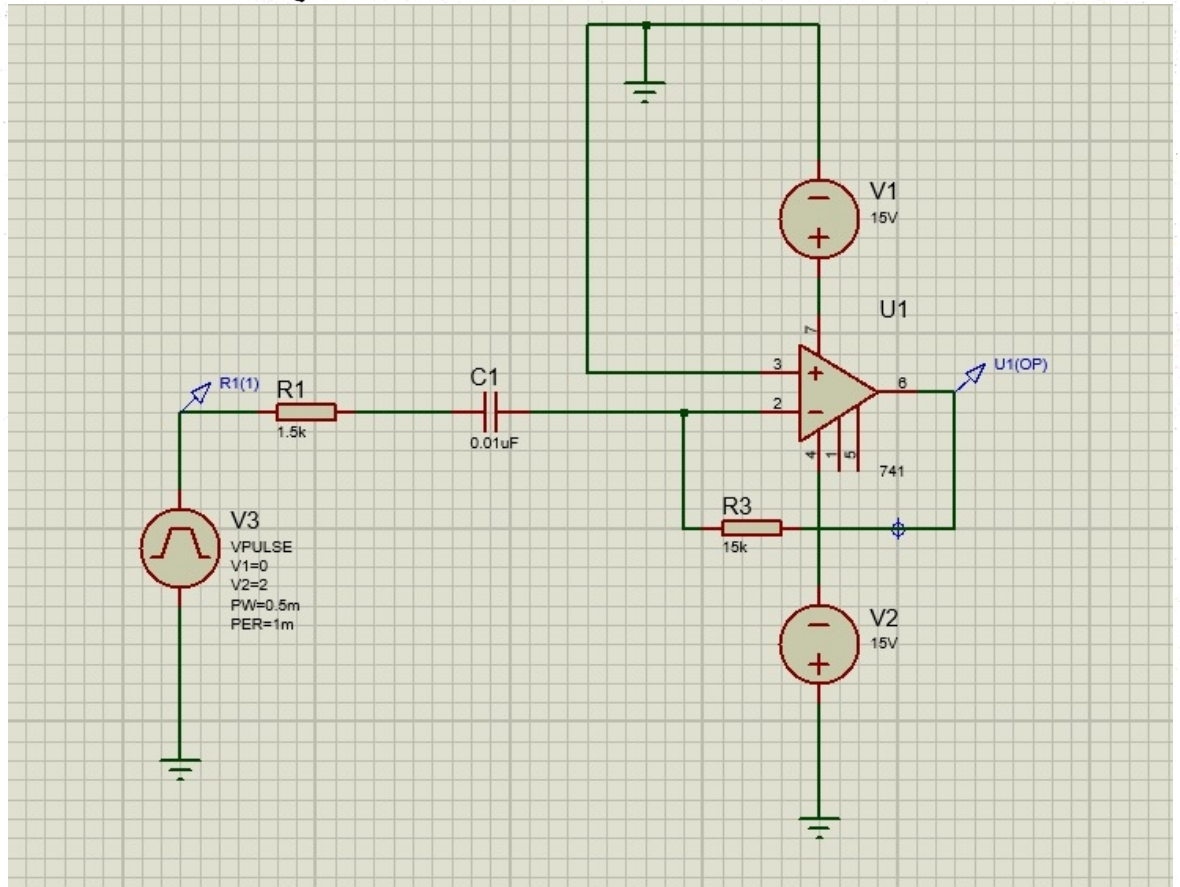 V1
15V
U1
7
3
+
2
6
U1(OP)
R1(1)
R1
1.5k
C1
0.01uF
4
1
5
741
R3
15k
V3
VPULSE
V1=0
V2=2
PW=0.5m
PER=1m
V2
15V